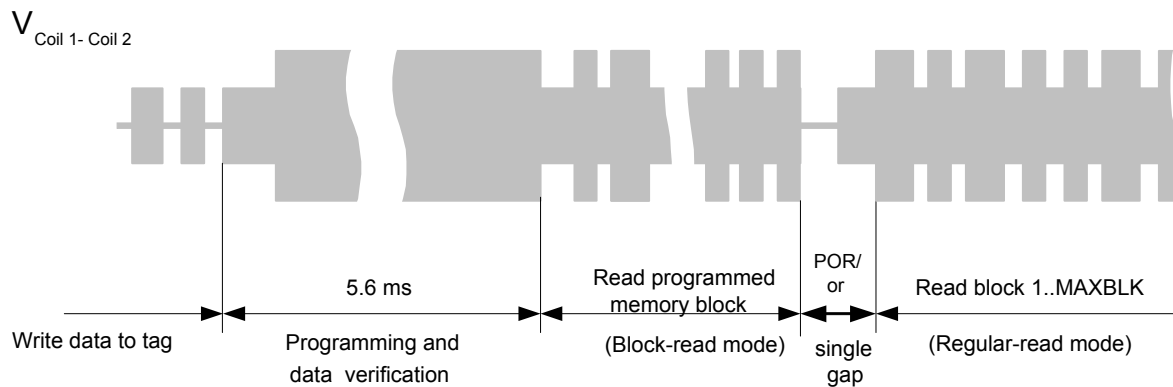 V Coil 1- Coil 2
POR/
or
single
gap
5.6 ms
Read programmed
memory block
Read block 1..MAXBLK
Write data to tag
Programming and
data verification
(Block-read mode)
(Regular-read mode)